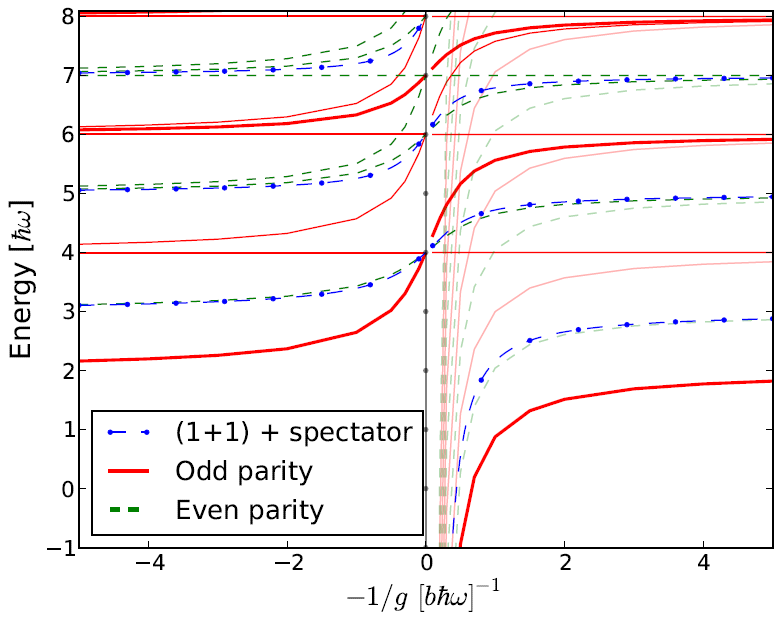 8
7
6
5
4
3
2
1
0
−1
Energy [ħω]
(1+1) + spectator
Odd parity
Even parity
−4 −2 0 2 4
−1/g [bħω]⁻¹